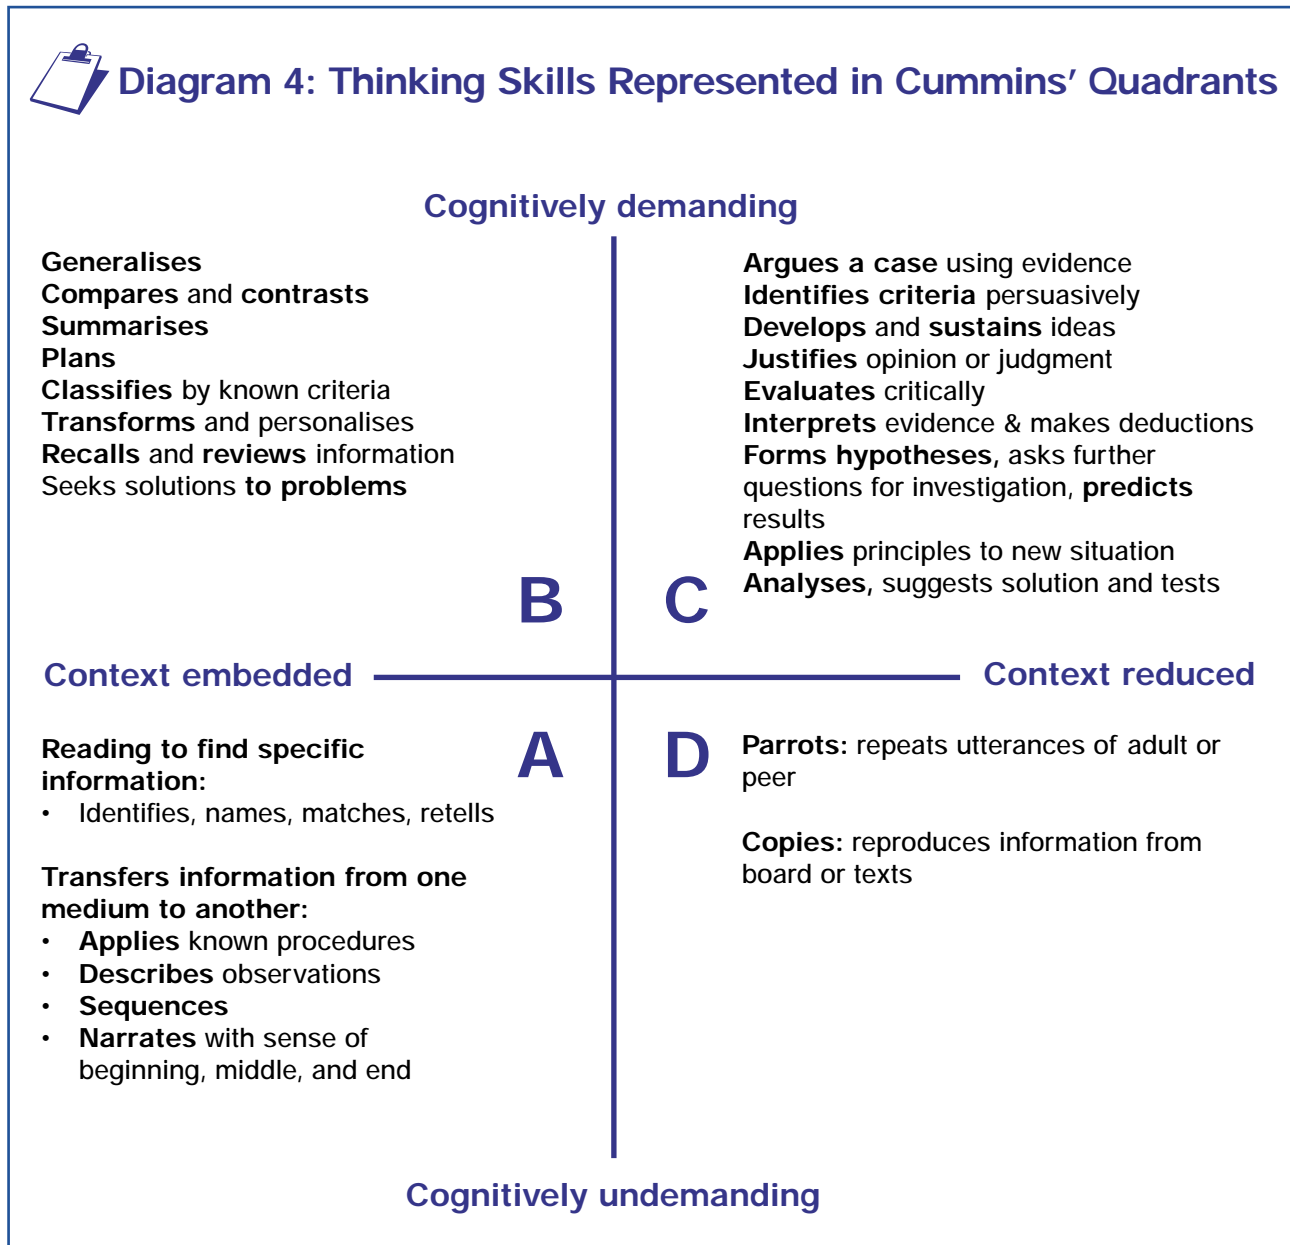 Diagram 4: Thinking Skills Represented in Cummins’ Quadrants
Cognitively demanding
Generalises
Compares and contrasts
Summarises
Plans
Classifies by known criteria
Transforms and personalises
Recalls and reviews information
Seeks solutions to problems
B
Argues a case using evidence
Identifies criteria persuasively
Develops and sustains ideas
Justifies opinion or judgment
Evaluates critically
Interprets evidence & makes deductions
Forms hypotheses, asks further
questions for investigation, predicts
results
Applies principles to new situation
Analyses, suggests solution and tests
C
Context embedded
Context reduced
A
Reading to find specific
information:
• Identifies, names, matches, retells
Transfers information from one
medium to another:
• Applies known procedures
• Describes observations
• Sequences
• Narrates with sense of
beginning, middle, and end
D
Parrots: repeats utterances of adult or
peer
Copies: reproduces information from
board or texts
Cognitively undemanding